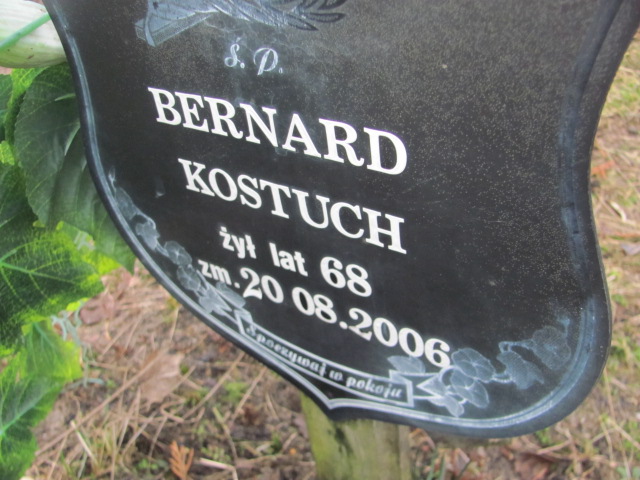 Ś. P.
BERNARD
KOSTUCH
żył lat 68
zm. 20 08.2006
Spoczywaj w pokoju